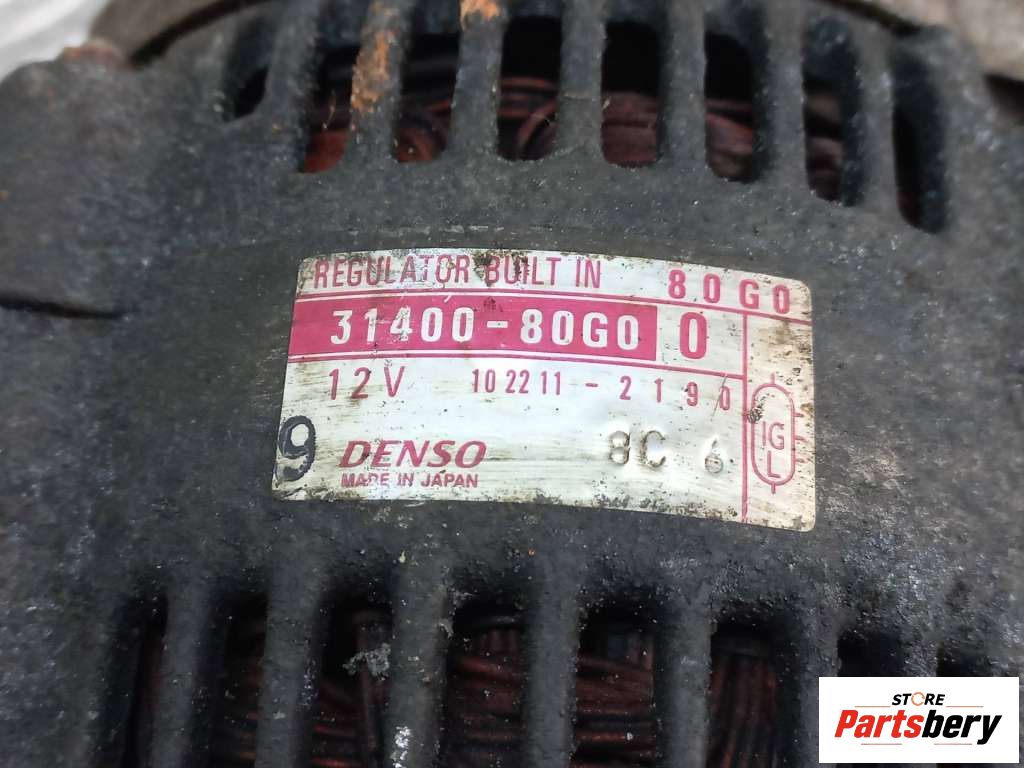 REGULATOR BUILT IN 80G0
31400-80G0 0
12V 102211-2190
9 DENSO 8C 6
MADE IN JAPAN
IG
L
STORE
Partsbery